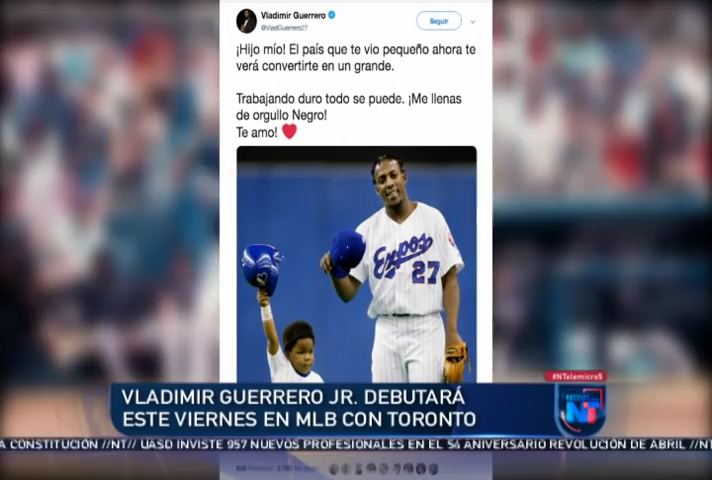 Vladimir Guerrero
@VladGuerrero27
Seguir
¡Hijo mío! El país que te vio pequeño ahora te
verá convertirte en un grande.
Trabajando duro todo se puede. ¡Me llenas
de orgullo Negro!
Te amo!
Expos
27
#NTelemicro5
VLADIMIR GUERRERO JR. DEBUTARÁ
ESTE VIERNES EN MLB CON TORONTO
NT
A CONSTITUCIÓN //NT// UASD INVISTE 957 NUEVOS PROFESIONALES EN EL 54 ANIVERSARIO REVOLUCIÓN DE ABRIL //NT